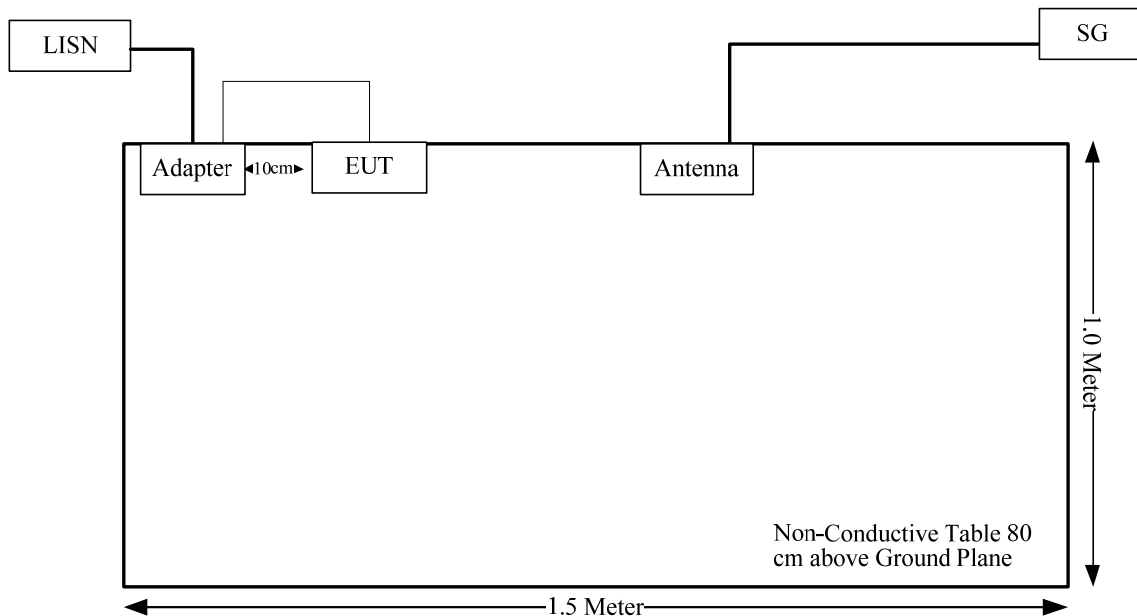 LISN
SG
Adapter
10cm
EUT
Antenna
1.0 Meter
Non-Conductive Table 80
cm above Ground Plane
1.5 Meter